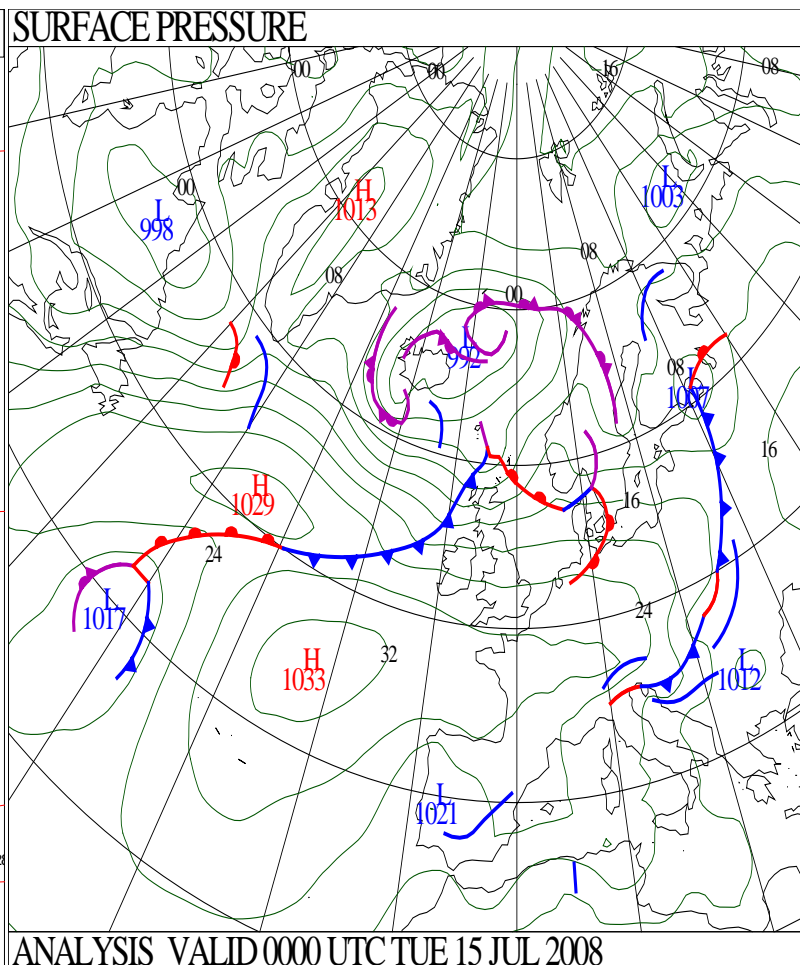 SURFACE PRESSURE
00
00
16
08
L
1003
H
1013
00
L
998
08
08
00
L
992
08
L
1007
16
H
1029
16
24
L
1017
24
H
1033
32
L
1012
L
1021
ANALYSIS VALID 0000 UTC TUE 15 JUL 2008